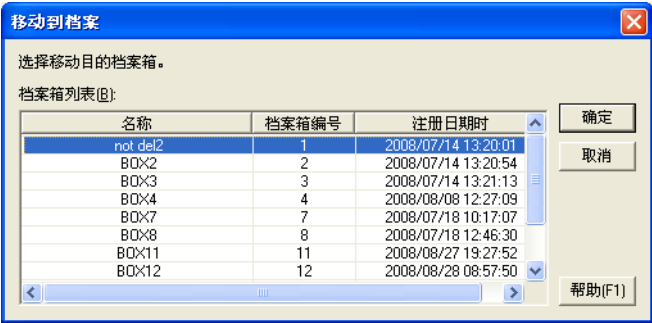 移动到档案
选择移动目的档案箱。
档案箱列表(B):
名称 档案箱编号 注册日期时
not del2 1 2008/07/14 13:20:01
BOX2 2 2008/07/14 13:20:54
BOX3 3 2008/07/14 13:21:13
BOX4 4 2008/08/08 12:27:09
BOX7 7 2008/07/18 10:17:07
BOX8 8 2008/07/18 12:46:30
BOX11 11 2008/08/27 19:27:52
BOX12 12 2008/08/28 08:57:50
确定
取消
帮助(F1)